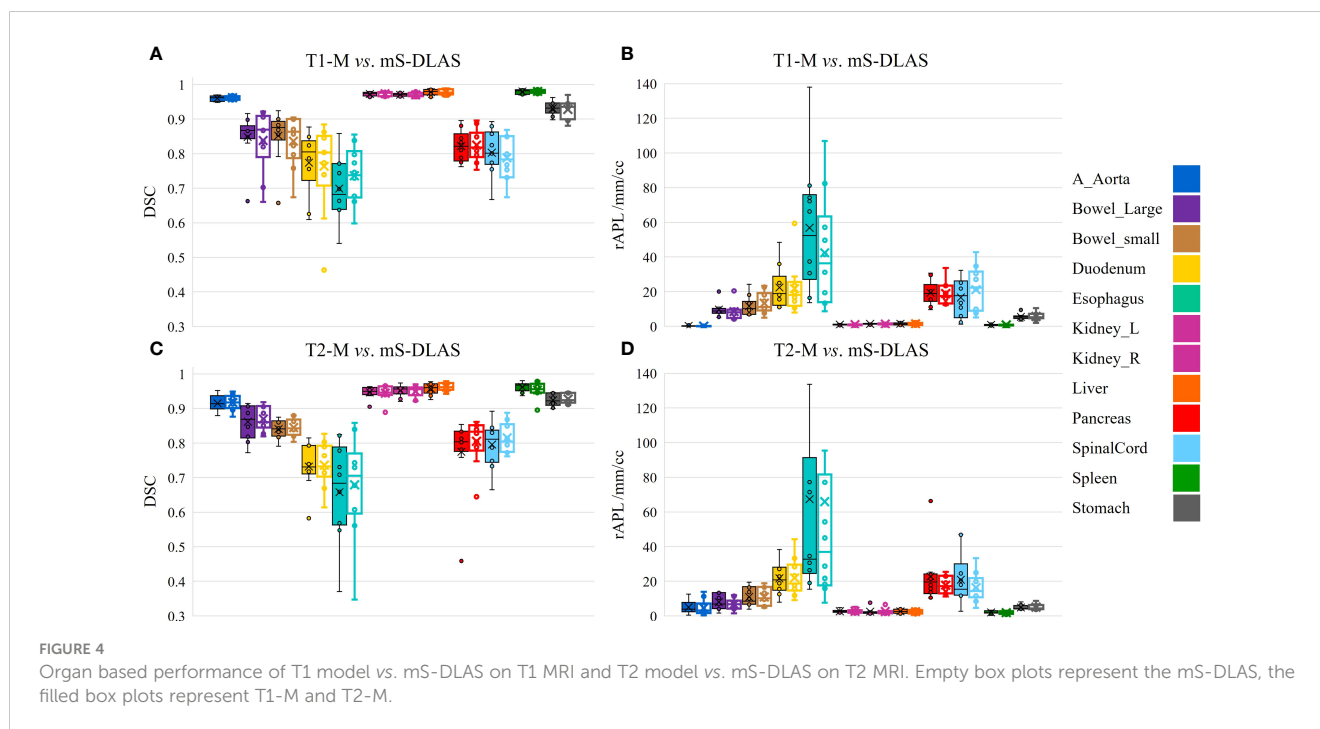 A
T1-M vs. mS-DLAS
1
0.9
0.8
0.7
0.6
0.5
0.4
0.3
DSC
B
T1-M vs. mS-DLAS
140
120
100
80
60
40
20
0
rAPL /mm/cc
C
T2-M vs. mS-DLAS
1
0.9
0.8
0.7
0.6
0.5
0.4
0.3
DSC
D
T2-M vs. mS-DLAS
140
120
100
80
60
40
20
0
rAPL /mm/cc
A_Aorta
Bowel_Large
Bowel_small
Duodenum
Esophagus
Kidney_L
Kidney_R
Liver
Pancreas
SpinalCord
Spleen
Stomach
FIGURE 4
Organ based performance of T1 model vs. mS-DLAS on T1 MRI and T2 model vs. mS-DLAS on T2 MRI. Empty box plots represent the mS-DLAS, the
filled box plots represent T1-M and T2-M.